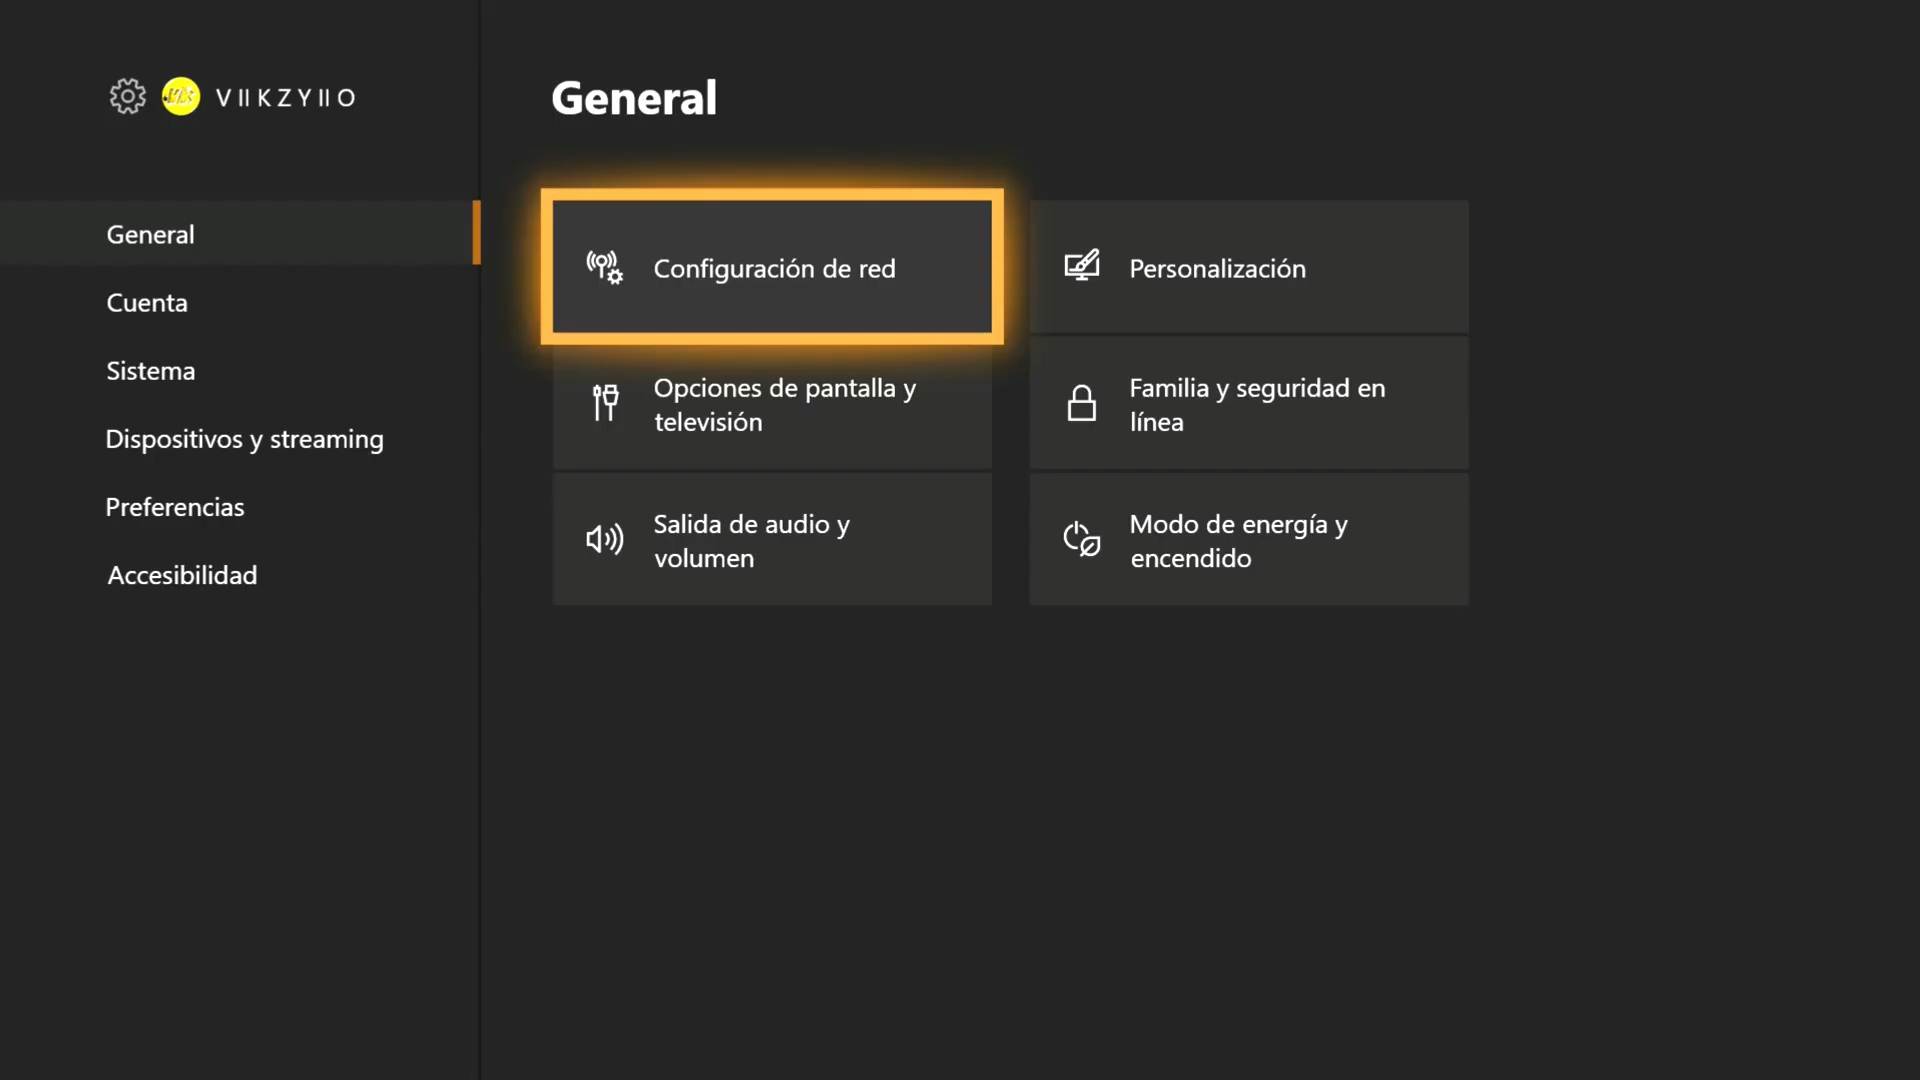 VIIKZYIIO
General
Cuenta
Sistema
Dispositivos y streaming
Preferencias
Accesibilidad
General
Configuración de red
Personalización
Opciones de pantalla y
televisión
Familia y seguridad en
línea
Salida de audio y
volumen
Modo de energía y
encendido